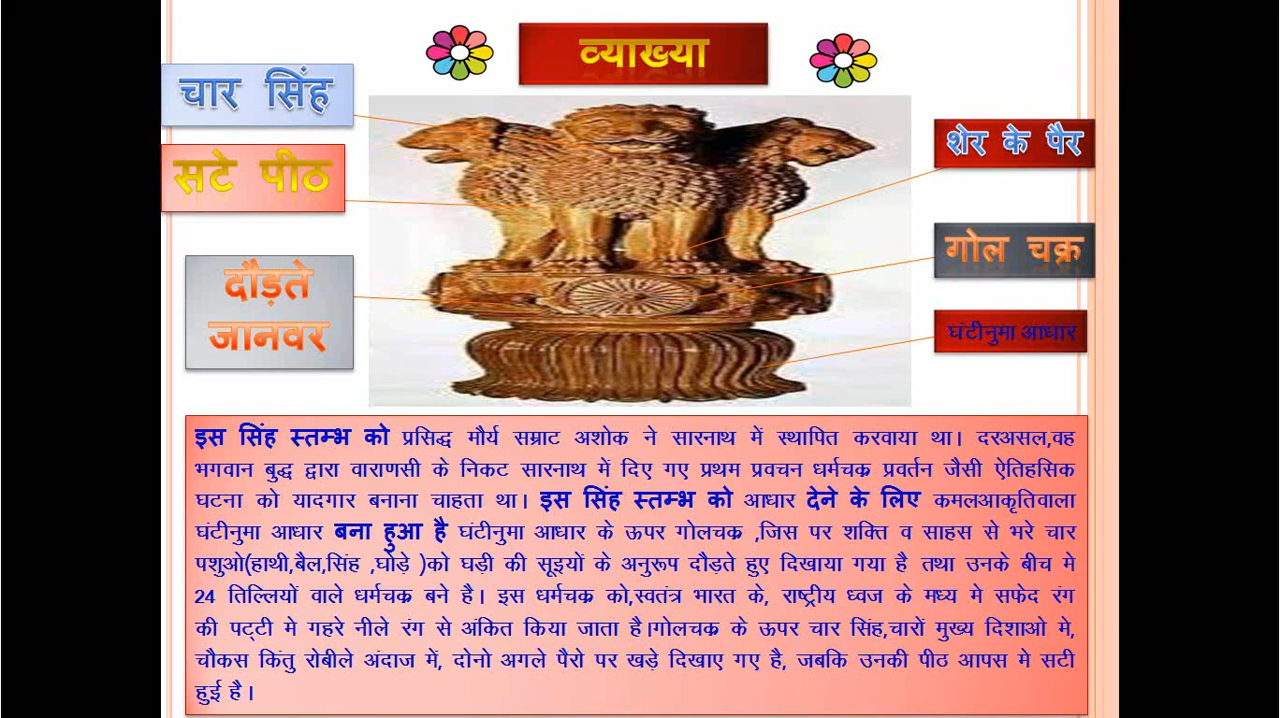 व्याख्या
चार सिंह
सटे पीठ
दौड़ते
जानवर
शेर के पैर
गोल चक्र
घंटीनुमा आधार
इस सिंह स्तम्भ को प्रसिद्ध मौर्य सम्राट अशोक ने सारनाथ में स्थापित करवाया था। दरअसल,वह
भगवान बुद्ध द्वारा वाराणसी के निकट सारनाथ में दिए गए प्रथम प्रवचन धर्मचक्र प्रवर्तन जैसी ऐतिहसिक
घटना को यादगार बनाना चाहता था। इस सिंह स्तम्भ को आधार देने के लिए कमलआकृतिवाला
घंटीनुमा आधार बना हुआ है घंटीनुमा आधार के ऊपर गोलचक्र ,जिस पर शक्ति व साहस से भरे चार
पशुओ(हाथी,बैल,सिंह ,घोड़े )को घड़ी की सूइयों के अनुरूप दौड़ते हुए दिखाया गया है तथा उनके बीच मे
24 तिल्लियों वाले धर्मचक्र बने है। इस धर्मचक्र को,स्वतंत्र भारत के, राष्ट्रीय ध्वज के मध्य मे सफेद रंग
की पट्टी मे गहरे नीले रंग से अंकित किया जाता है।गोलचक्र के ऊपर चार सिंह,चारों मुख्य दिशाओ मे,
चौकस किंतु रोबीले अंदाज में, दोनो अगले पैरो पर खड़े दिखाए गए है, जबकि उनकी पीठ आपस मे सटी
हुई है।